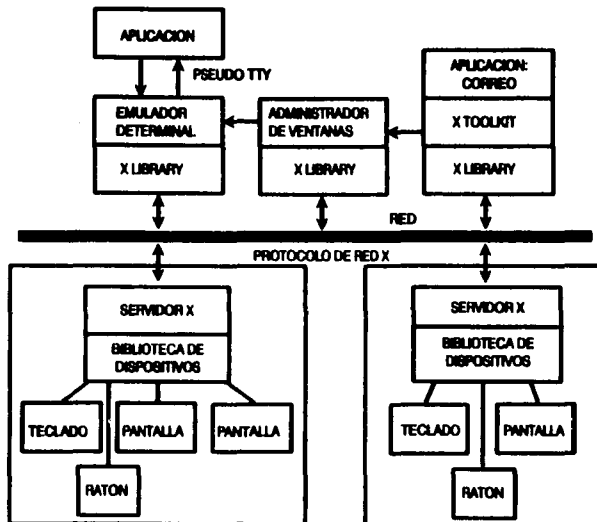 APLICACION
PSEUDO TTY
EMULADOR
DETERMINAL
X LIBRARY
ADMINISTRADOR
DE VENTANAS
X LIBRARY
APLICACION:
CORREO
X TOOLKIT
X LIBRARY
RED
PROTOCOLO DE RED X
SERVIDOR X
BIBLIOTECA DE
DISPOSITIVOS
TECLADO
PANTALLA
PANTALLA
RATON
SERVIDOR X
BIBLIOTECA DE
DISPOSITIVOS
TECLADO
PANTALLA
RATON